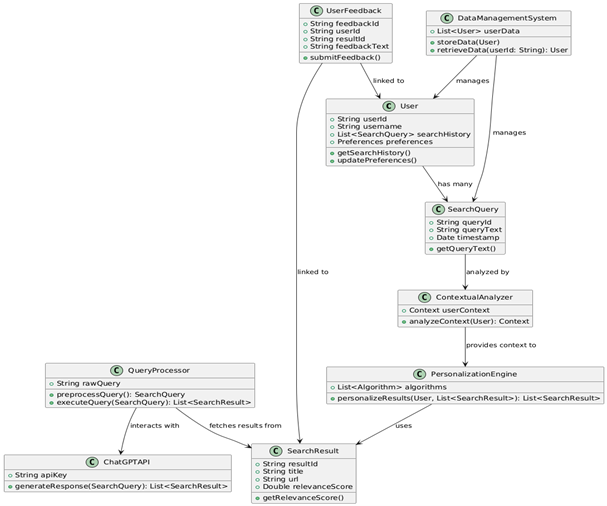 C UserFeedback
String feedbackId
String userId
String resultId
String feedbackText
submitFeedback()
C DataManagementSystem
List<User> userData
storeData(User)
retrieveData(userId: String): User
linked to
manages
C User
String userId
String username
List<SearchQuery> searchHistory
Preferences preferences
getSearchHistory()
updatePreferences()
manages
has many
C SearchQuery
String queryId
String queryText
Date timestamp
getQueryText()
linked to
analyzed by
C ContextualAnalyzer
Context userContext
analyzeContext(User): Context
provides context to
C QueryProcessor
String rawQuery
preprocessQuery(): SearchQuery
executeQuery(SearchQuery): List<SearchResult>
C PersonalizationEngine
List<Algorithm> algorithms
personalizeResults(User, List<SearchResult>): List<SearchResult>
interacts with
fetches results from
uses
C ChatGPTAPI
String apiKey
generateResponse(SearchQuery): List<SearchResult>
C SearchResult
String resultId
String title
String url
Double relevanceScore
getRelevanceScore()